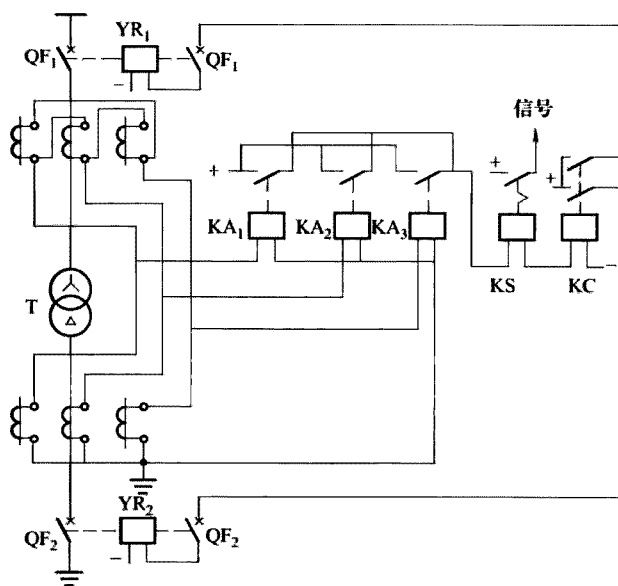 YR₁
QF₁
QF₁
信号
+
+
+
KA₁
KA₂
KA₃
KS
KC
−
−
T
YR₂
QF₂
QF₂
−